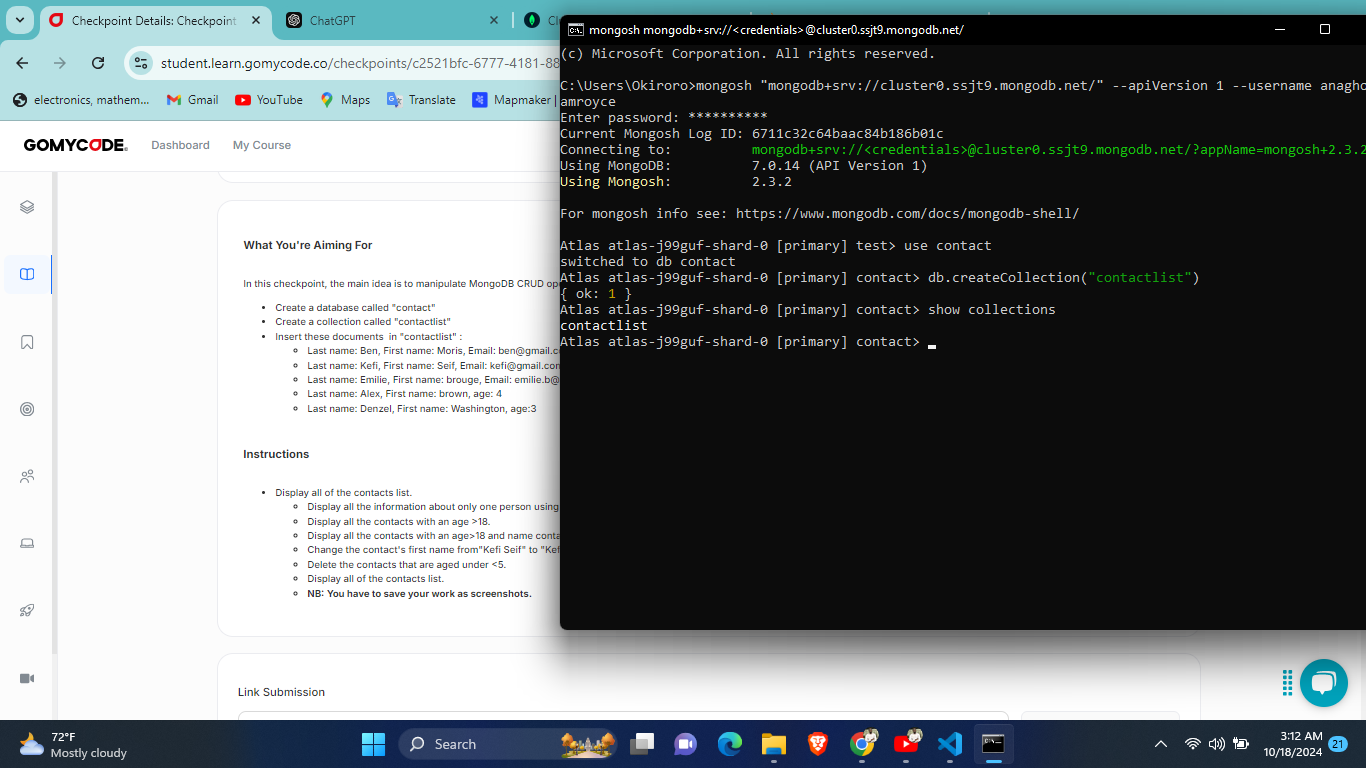 Checkpoint Details: Checkpoint
ChatGPT
student.learn.gomycode.co/checkpoints/c2521bfc-6777-4181-88
electronics, mathem...
Gmail
YouTube
Maps
Translate
Mapmaker
GOMYCODE
Dashboard
My Course
What You're Aiming For
In this checkpoint, the main idea is to manipulate MongoDB CRUD
Create a database called "contact"
Create a collection called "contactlist"
Insert these documents in "contactlist" :
Last name: Ben, First name: Moris, Email: ben@gmail.
Last name: Kefi, First name: Seif, Email: kefi@gmail.
Last name: Emilie, First name: brouge, Email: emilie.b@
Last name: Alex, First name: brown, age: 4
Last name: Denzel, First name: Washington, age:3
Instructions
Display all of the contacts list.
Display all the information about only one person using
Display all the contacts with an age >18.
Display all the contacts with an age>18 and name
Change the contact's first name from"Kefi Seif" to
Delete the contacts that are aged under <5.
Display all of the contacts list.
NB: You have to save your work as screenshots.
Link Submission
mongosh mongodb+srv://<credentials>@cluster0.ssjt9.mongodb.net/
(c) Microsoft Corporation. All rights reserved.
C:\Users\Okiroro>mongosh "mongodb+srv://cluster0.ssjt9.mongodb.net/" --apiVersion 1 --username anagho
amroyce
Enter password: **********
Current Mongosh Log ID: 6711c32c64baac84b186b01c
Connecting to: mongodb+srv://<credentials>@cluster0.ssjt9.mongodb.net/?appName=mongosh+2.3.2
Using MongoDB: 7.0.14 (API Version 1)
Using Mongosh: 2.3.2
For mongosh info see: https://www.mongodb.com/docs/mongodb-shell/
Atlas atlas-j99guf-shard-0 [primary] test> use contact
switched to db contact
Atlas atlas-j99guf-shard-0 [primary] contact> db.createCollection("contactlist")
{ ok: 1 }
Atlas atlas-j99guf-shard-0 [primary] contact> show collections
contactlist
Atlas atlas-j99guf-shard-0 [primary] contact>
72°F
Mostly cloudy
Search
3:12 AM
10/18/2024
21